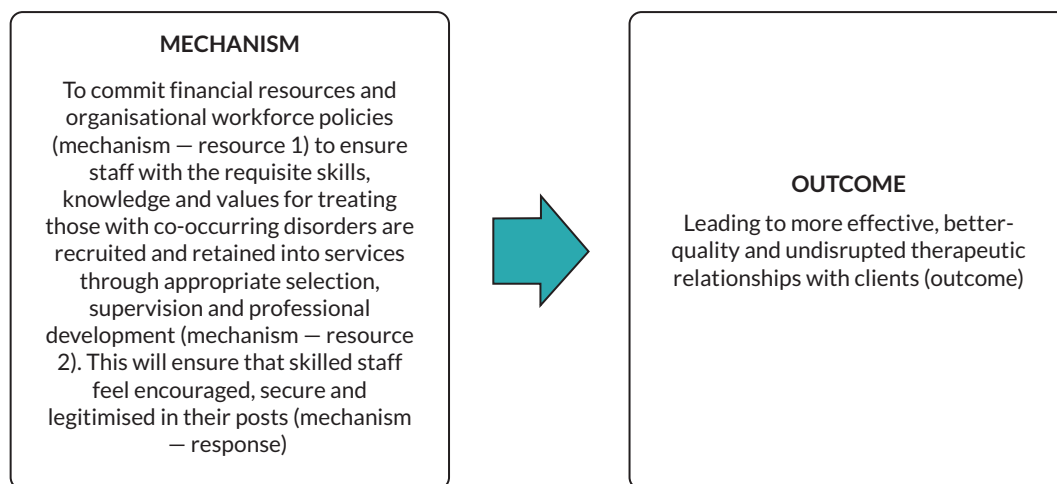 MECHANISM
To commit financial resources and
organisational workforce policies
(mechanism — resource 1) to ensure
staff with the requisite skills,
knowledge and values for treating
those with co-occurring disorders are
recruited and retained into services
through appropriate selection,
supervision and professional
development (mechanism — resource
2). This will ensure that skilled staff
feel encouraged, secure and
legitimised in their posts (mechanism
— response)
OUTCOME
Leading to more effective, better-
quality and undisrupted therapeutic
relationships with clients (outcome)